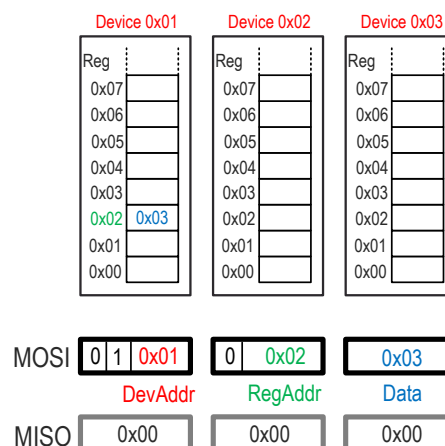 Device 0x01 Device 0x02 Device 0x03
Reg Reg Reg
0x07 0x07 0x07
0x06 0x06 0x06
0x05 0x05 0x05
0x04 0x04 0x04
0x03 0x03 0x03
0x02 0x03 0x02 0x02
0x01 0x01 0x01
0x00 0x00 0x00
MOSI 0 1 0x01 0 0x02 0x03
DevAddr RegAddr Data
MISO 0x00 0x00 0x00